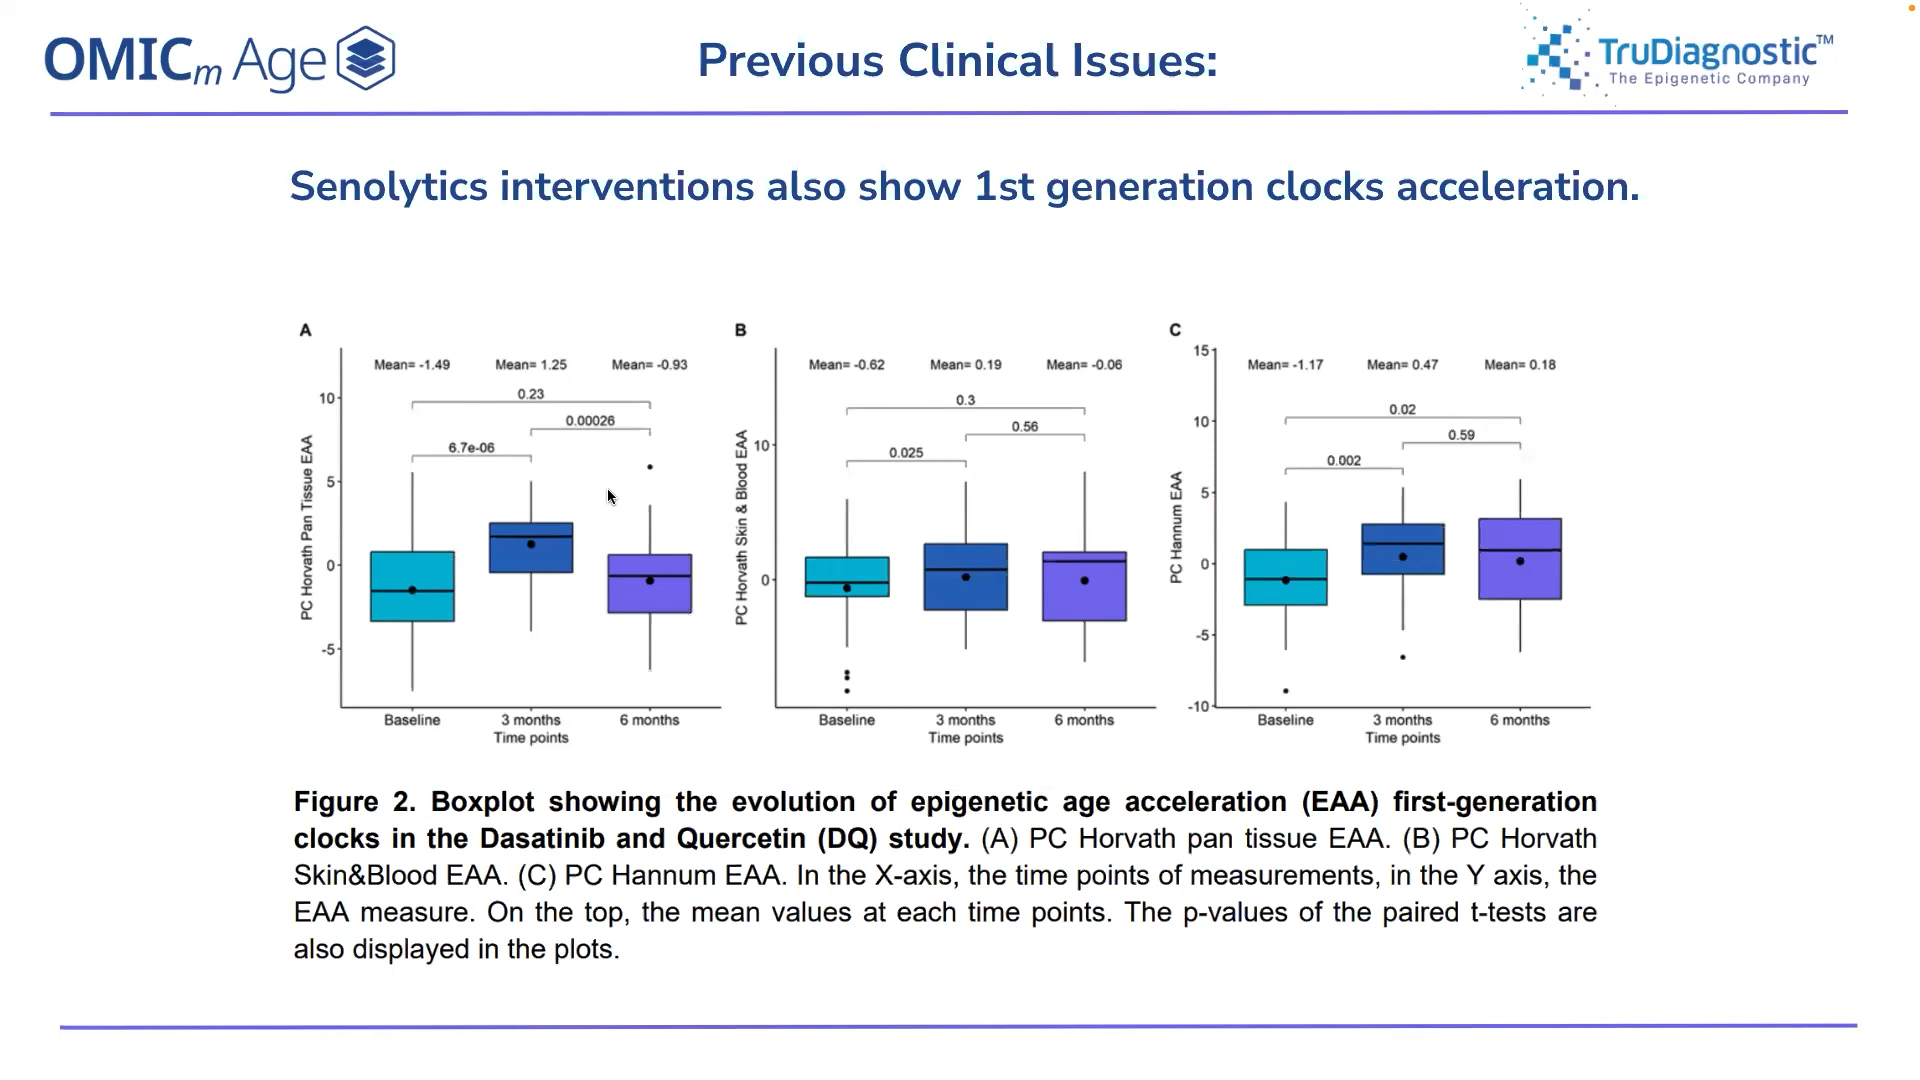 OMICm Age
Previous Clinical Issues:
TruDiagnostic™
The Epigenetic Company
Senolytics interventions also show 1st generation clocks acceleration.
A
Mean= -1.49 Mean= 1.25 Mean= -0.93
0.23
0.00026
6.7e-06
PC Horvath Pan Tissue EAA
10
5
0
-5
Baseline 3 months 6 months
Time points
B
Mean= -0.62 Mean= 0.19 Mean= -0.06
0.3
0.56
0.025
PC Horvath Skin & Blood EAA
10
0
Baseline 3 months 6 months
Time points
C
Mean= -1.17 Mean= 0.47 Mean= 0.18
0.02
0.59
0.002
PC Hannum EAA
15
10
5
0
-5
-10
Baseline 3 months 6 months
Time points
Figure 2. Boxplot showing the evolution of epigenetic age acceleration (EAA) first-generation
clocks in the Dasatinib and Quercetin (DQ) study. (A) PC Horvath pan tissue EAA. (B) PC Horvath
Skin&Blood EAA. (C) PC Hannum EAA. In the X-axis, the time points of measurements, in the Y axis, the
EAA measure. On the top, the mean values at each time points. The p-values of the paired t-tests are
also displayed in the plots.